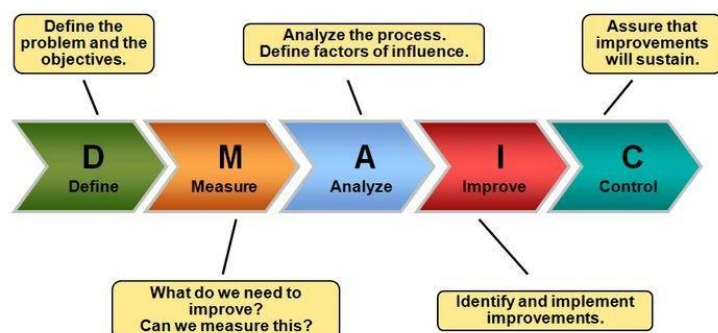 Define the
problem and the
objectives.
Analyze the process.
Define factors of influence.
Assure that
improvements
will sustain.
D
Define
M
Measure
A
Analyze
I
Improve
C
Control
What do we need to
improve?
Can we measure this?
Identify and implement
improvements.